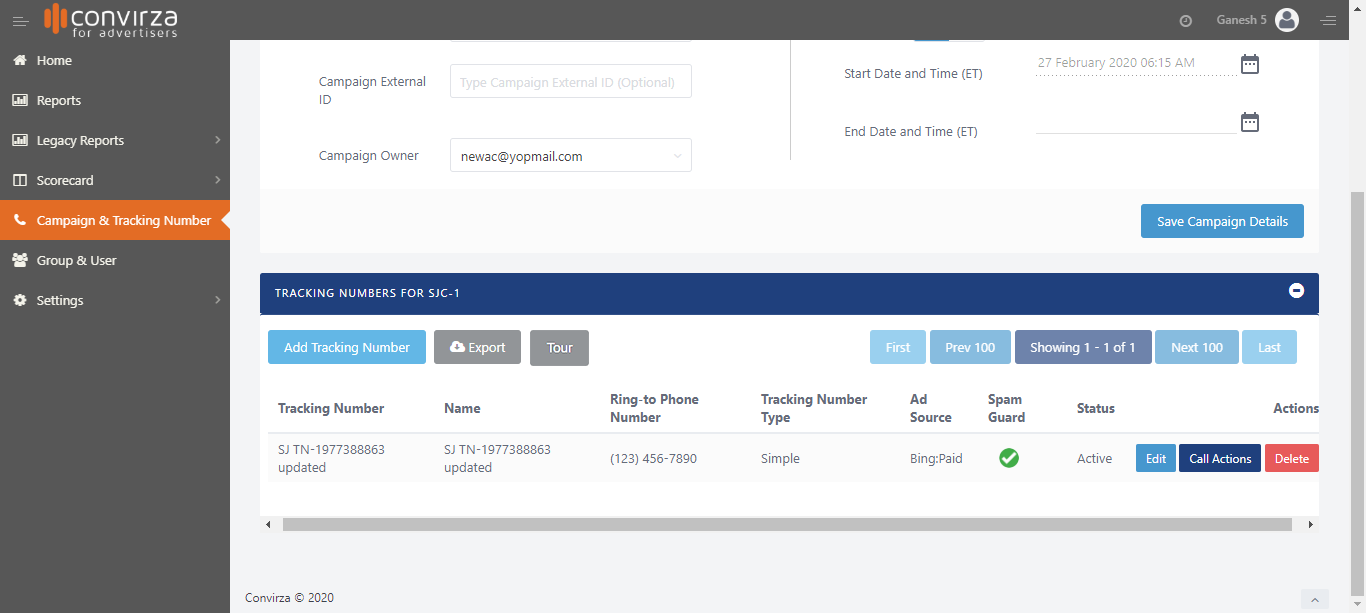 convirza
for advertisers
Ganesh 5
Home
Reports
Legacy Reports
Scorecard
Campaign & Tracking Number
Group & User
Settings
Campaign External
ID
Type Campaign External ID (Optional)
Campaign Owner
newac@yopmail.com
Start Date and Time (ET)
27 February 2020 06:15 AM
End Date and Time (ET)
Save Campaign Details
TRACKING NUMBERS FOR SJC-1
Add Tracking Number
Export
Tour
First
Prev 100
Showing 1 - 1 of 1
Next 100
Last
Tracking Number
Name
Ring-to Phone
Number
Tracking Number
Type
Ad
Source
Spam
Guard
Status
Actions
SJ TN-1977388863
updated
SJ TN-1977388863
updated
(123) 456-7890
Simple
Bing:Paid
Active
Edit
Call Actions
Delete
Convirza © 2020